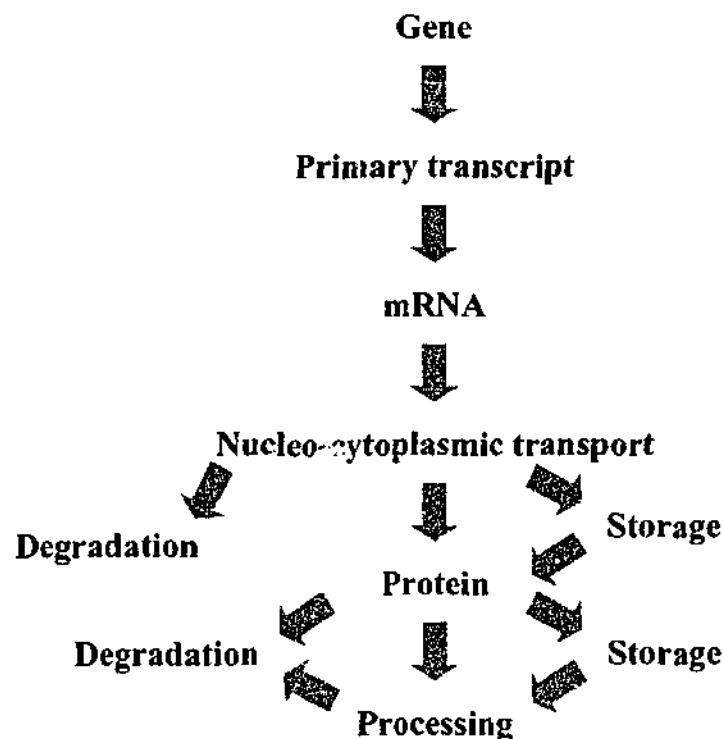 Gene
Primary transcript
mRNA
Nucleo-cytoplasmic transport
Storage
Degradation
Protein
Degradation
Storage
Processing